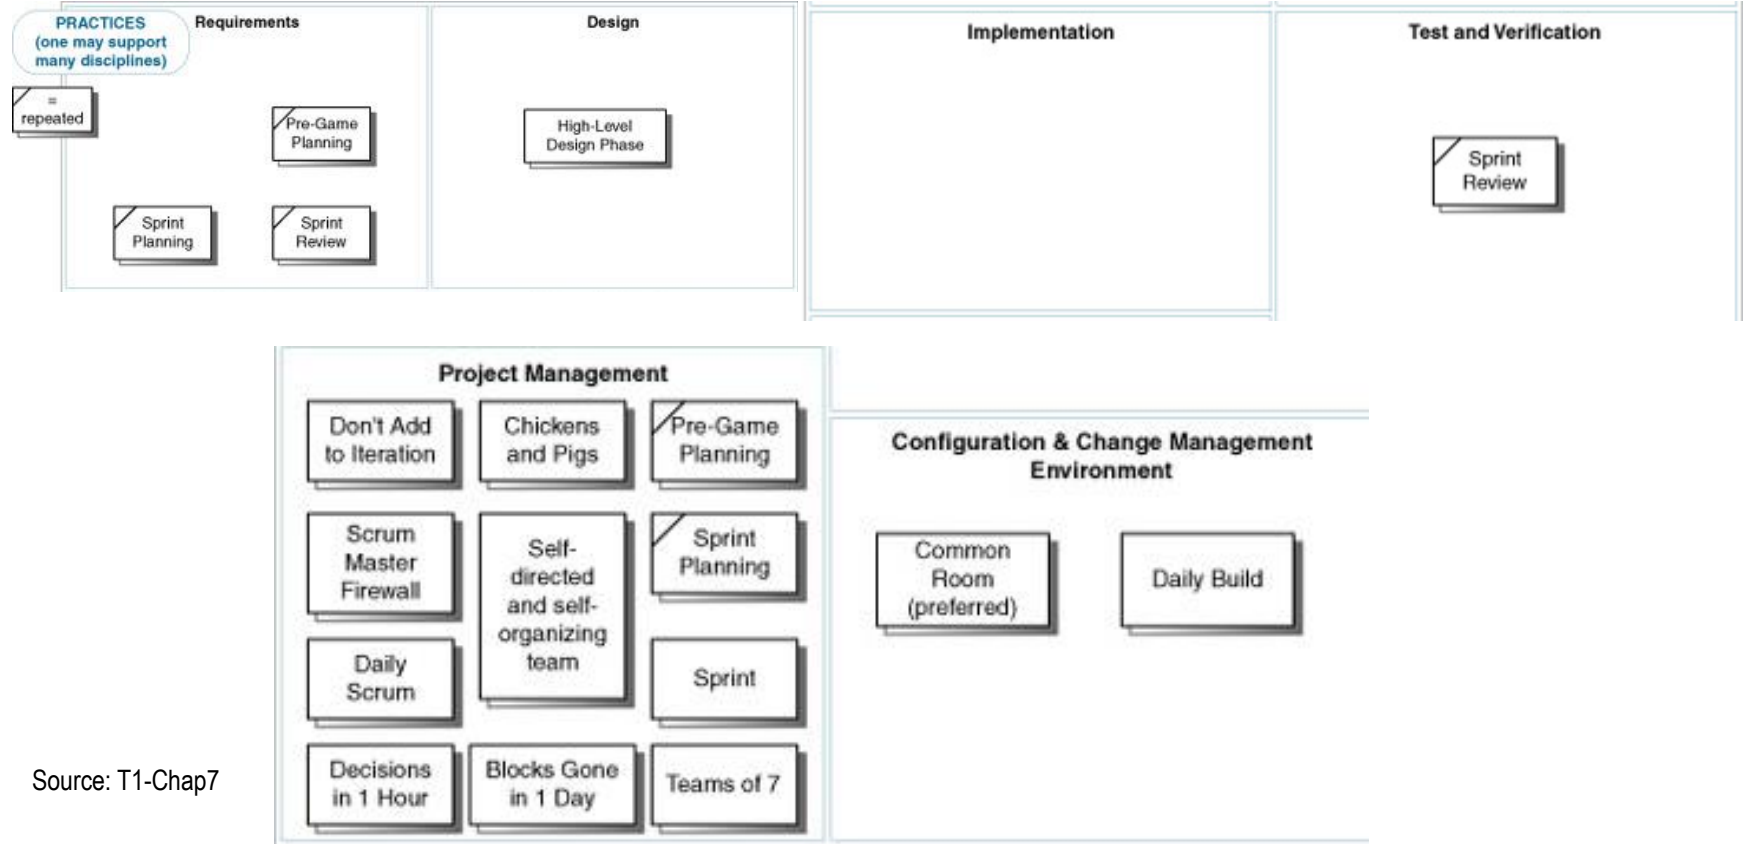 PRACTICES
(one may support
many disciplines)
=
repeated
Requirements
Pre-Game
Planning
Sprint
Planning
Sprint
Review
Design
High-Level
Design Phase
Implementation
Test and Verification
Sprint
Review
Project Management
Don't Add
to Iteration
Chickens
and Pigs
Pre-Game
Planning
Scrum
Master
Firewall
Self-
directed
and self-
organizing
team
Sprint
Planning
Daily
Scrum
Sprint
Decisions
in 1 Hour
Blocks Gone
in 1 Day
Teams of 7
Configuration & Change Management
Environment
Common
Room
(preferred)
Daily Build
Source: T1-Chap7